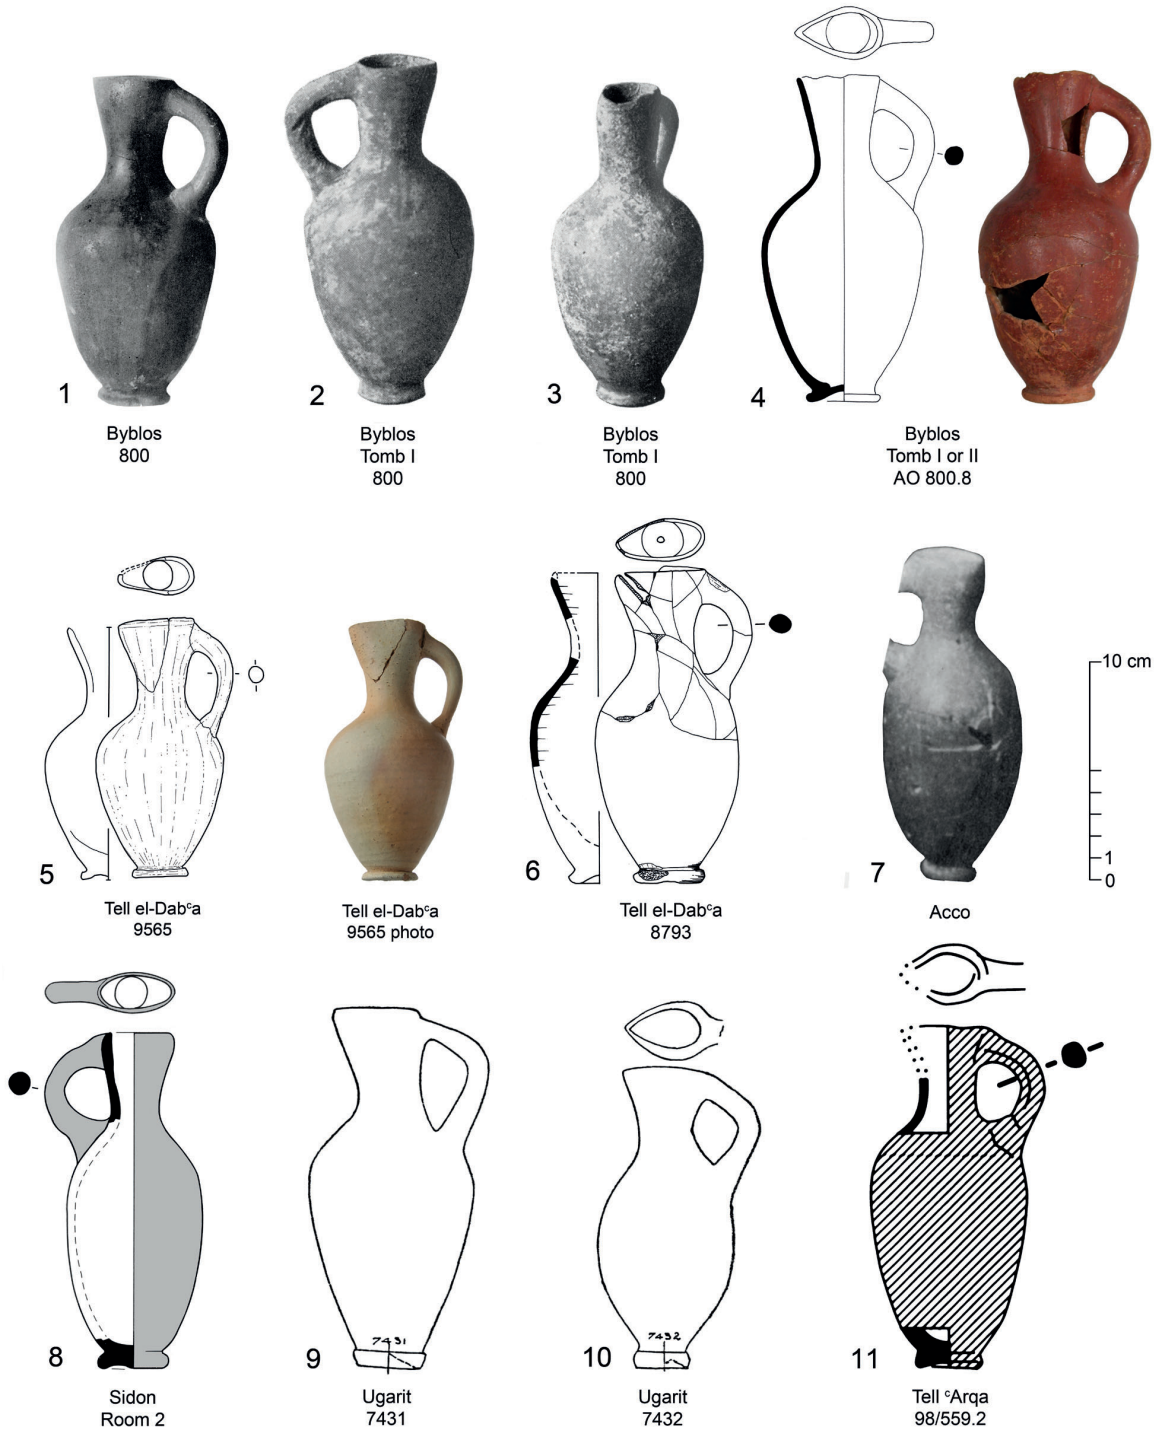 1
2
3
4
Byblos
800
Byblos
Tomb I
800
Byblos
Tomb I
800
Byblos
Tomb I or II
AO 800.8
5
6
7
10 cm
1
0
Tell el-Dabᶜa
9565
Tell el-Dabᶜa
9565 photo
Tell el-Dabᶜa
8793
Acco
8
9
10
11
7431
7432
Sidon
Room 2
Ugarit
7431
Ugarit
7432
Tell ᶜArqa
98/559.2